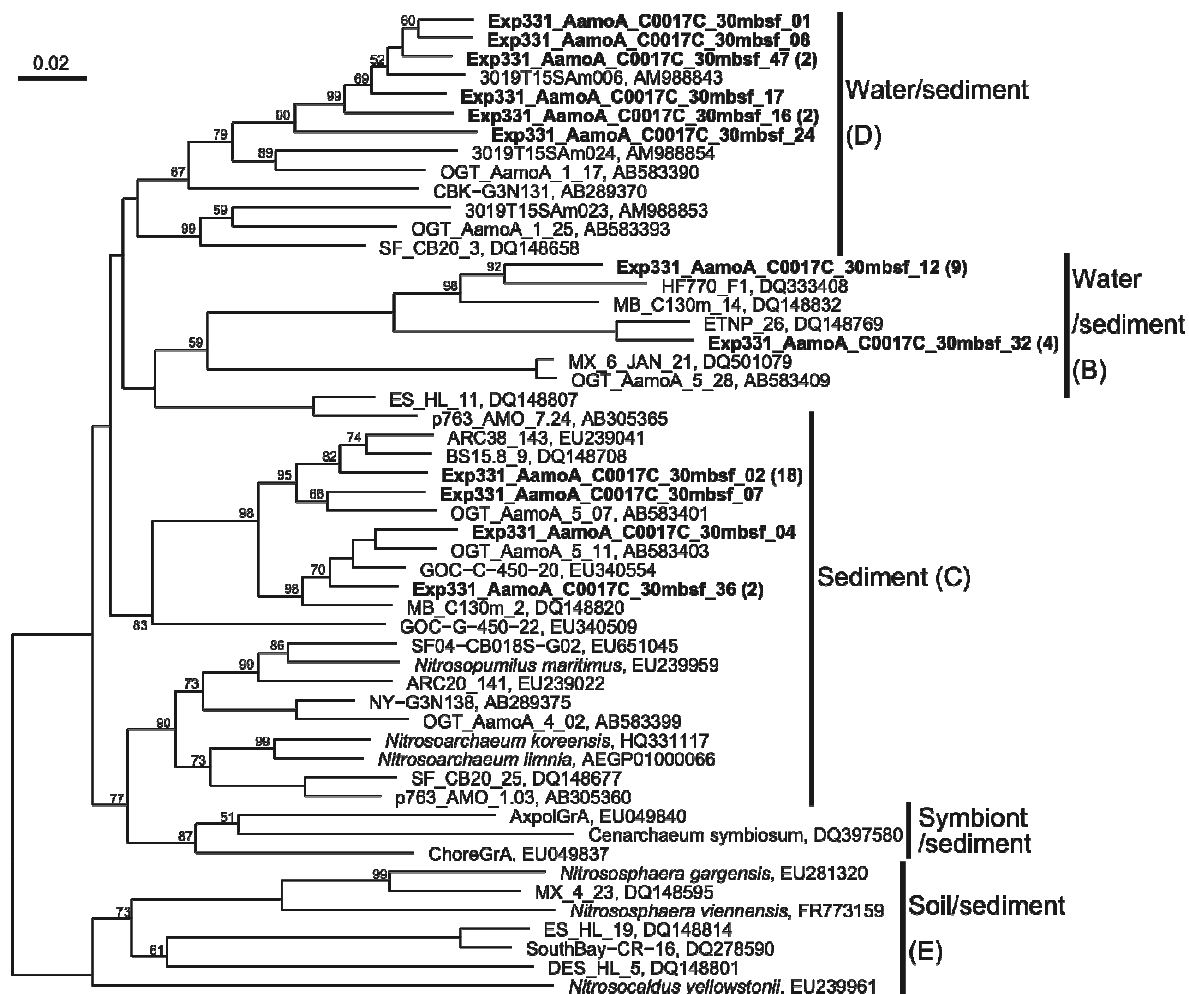 60
Exp331_AamoA_C0017C_30mbsf_01
0.02
Exp331_AamoA_C0017C_30mbsf_08
Exp331_AamoA_C0017C_30mbsf_47 (2)
52
3019T15SAm006, AM988843
69
Water/sediment
(D)
Exp331_AamoA_C0017C_30mbsf_17
99
Exp331_AamoA_C0017C_30mbsf_16 (2)
Exp331_AamoA_C0017C_30mbsf_24
79
3019T15SAm024, AM988854
89
OGT_AamoA_1_17, AB583390
67
CBK-G3N131, AB289370
59
3019T15SAm023, AM988853
99
OGT_AamoA_1_25, AB583393
SF_CB20_3, DQ148658
92
Exp331_AamoA_C0017C_30mbsf_12 (9)
Water
/sediment
(B)
HF770_F1, DQ333408
98
MB_C130m_14, DQ148832
ETNP_26, DQ148769
Exp331_AamoA_C0017C_30mbsf_32 (4)
59
MX_6_JAN_21, DQ501079
OGT_AamoA_5_28, AB583409
ES_HL_11, DQ148807
p763_AMO_7.24, AB305365
74
ARC38_143, EU239041
82
BS15.8_9, DQ148708
95
Exp331_AamoA_C0017C_30mbsf_02 (18)
66
Exp331_AamoA_C0017C_30mbsf_07
98
OGT_AamoA_5_07, AB583401
Exp331_AamoA_C0017C_30mbsf_04
OGT_AamoA_5_11, AB583403
70
GOC-C-450-20, EU340554
Sediment (C)
98
Exp331_AamoA_C0017C_30mbsf_36 (2)
MB_C130m_2, DQ148820
83
GOC-G-450-22, EU340509
86
SF04-CB018S-G02, EU651045
99
Nitrosopumilus maritimus, EU239959
73
ARC20_141, EU239022
NY-G3N138, AB289375
OGT_AamoA_4_02, AB583399
99
Nitrosoarchaeum koreensis, HQ331117
73
Nitrosoarchaeum limnia, AEGP01000066
SF_CB20_25, DQ148677
77
p763_AMO_1.03, AB305360
51
AxpolGrA, EU049840
Symbiont
/sediment
87
Cenarchaeum symbiosum, DQ397580
ChoreGrA, EU049837
99
Nitrososphaera gargensis, EU281320
MX_4_23, DQ148595
73
Nitrososphaera viennensis, FR773159
Soil/sediment
(E)
ES_HL_19, DQ148814
61
SouthBay-CR-16, DQ278590
DES_HL_5, DQ148801
Nitrosocaldus yellowstonii, EU239961